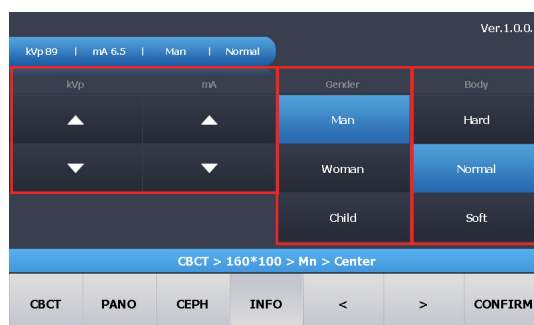 Ver.1.0.0.
kVp 89 | mA 6.5 | Man | Normal
kVp mA Gender Body
Man Hard
Woman Normal
Child Soft
CBCT > 160*100 > Mn > Center
CBCT PANO CEPH INFO < > CONFIRM